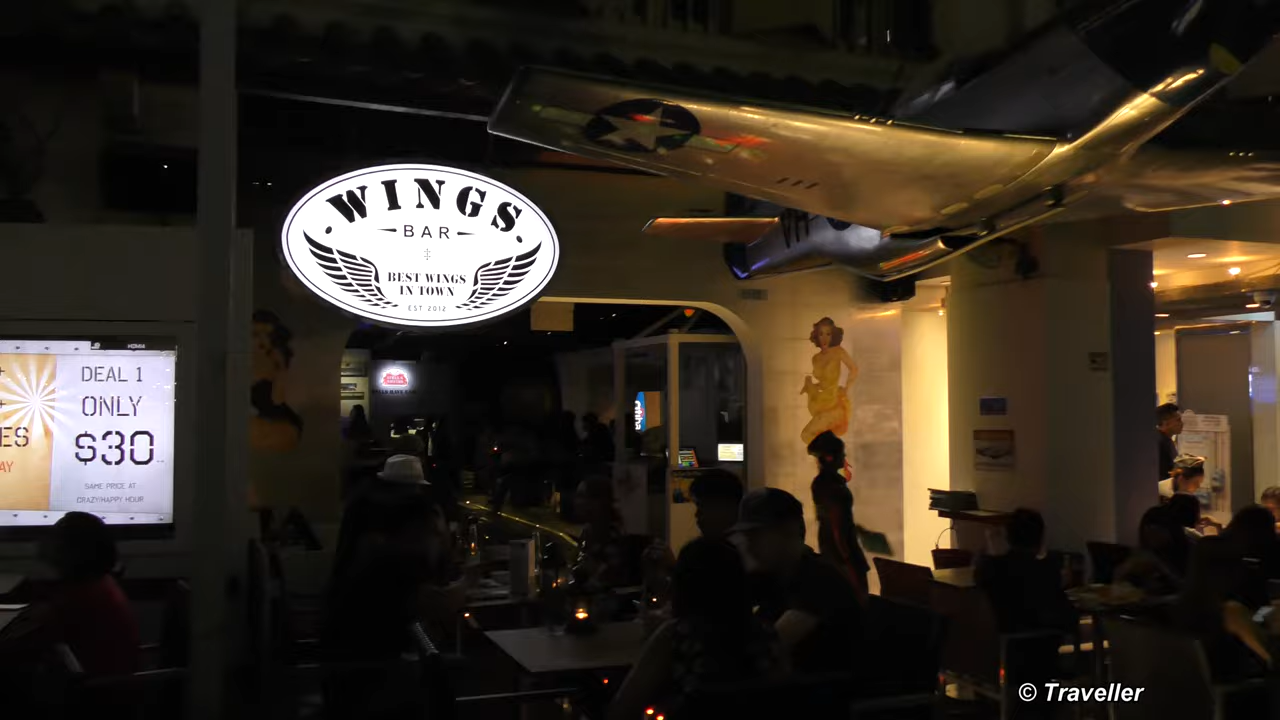 WINGS
BAR
BEST WINGS
IN TOWN
EST 2012
ES
AY
DEAL 1
ONLY
$30
SAME PRICE AT
CRAZY/HAPPY HOUR
© Traveller